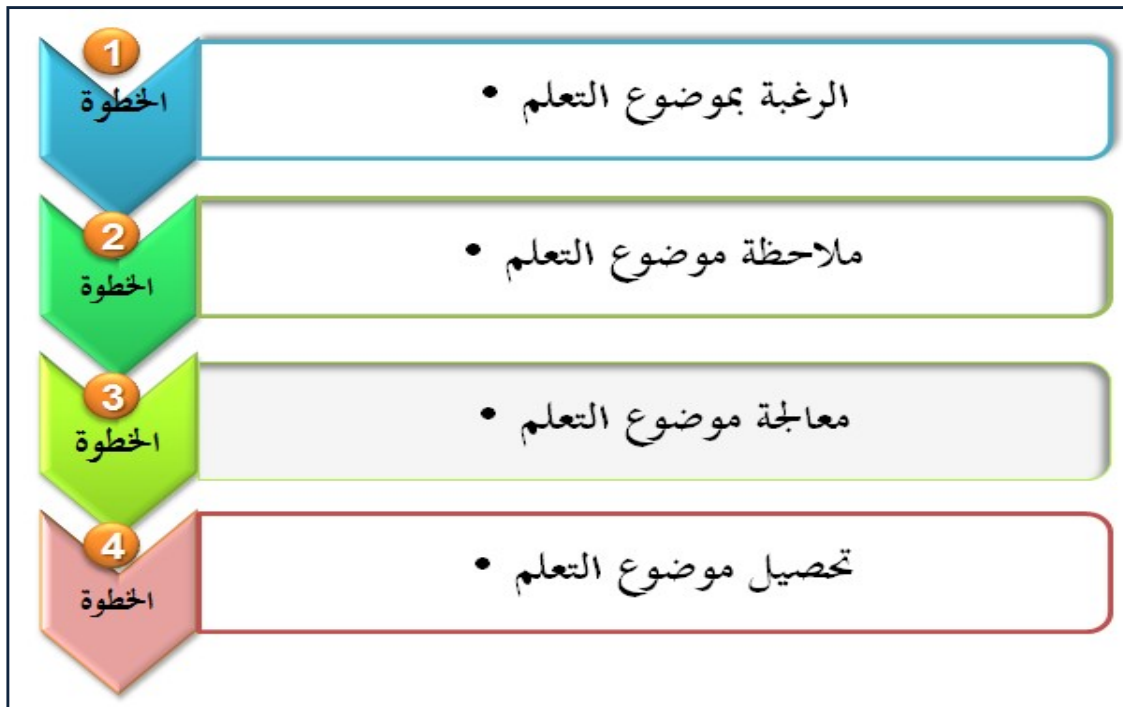 1
الخطوة
الرغبة بموضوع التعلم •
2
الخطوة
ملاحظة موضوع التعلم •
3
الخطوة
معالجة موضوع التعلم •
4
الخطوة
تحصيل موضوع التعلم •